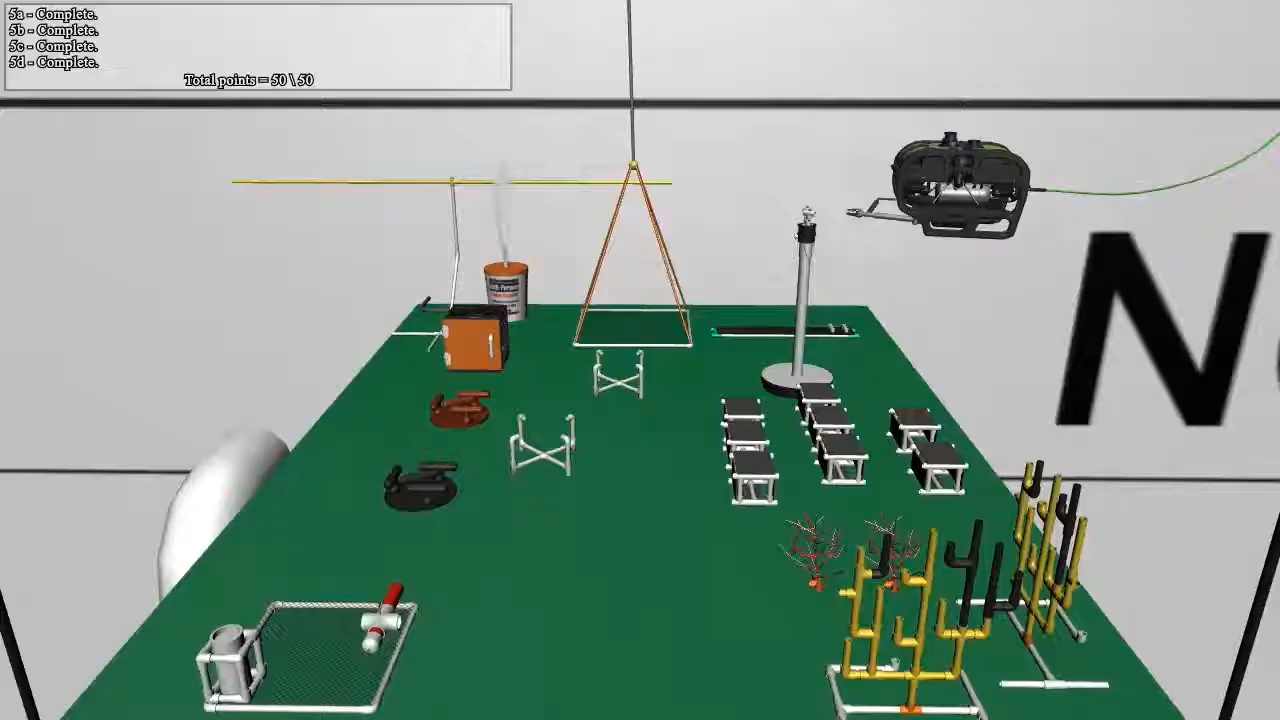 5a - Complete.
5b - Complete.
5c - Complete.
5d - Complete.
Total points = 50 \ 50
N